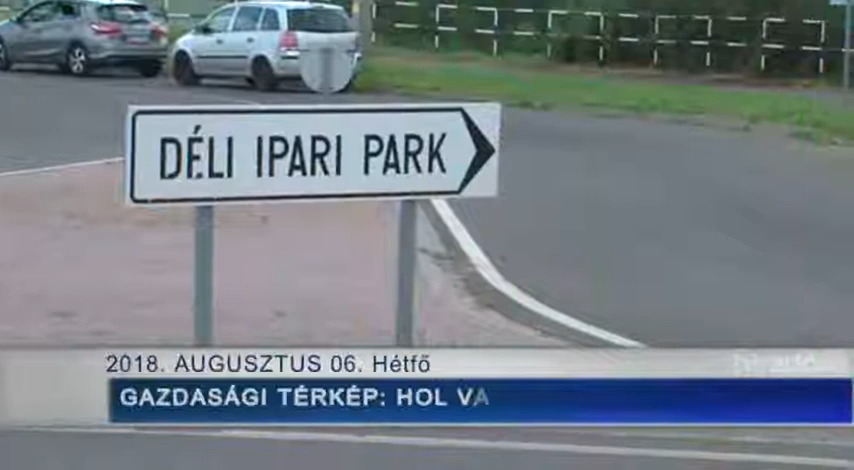 DÉLI IPARI PARK
2018. AUGUSZTUS 06. Hétfő
GAZDASÁGI TÉRKÉP: HOL VA